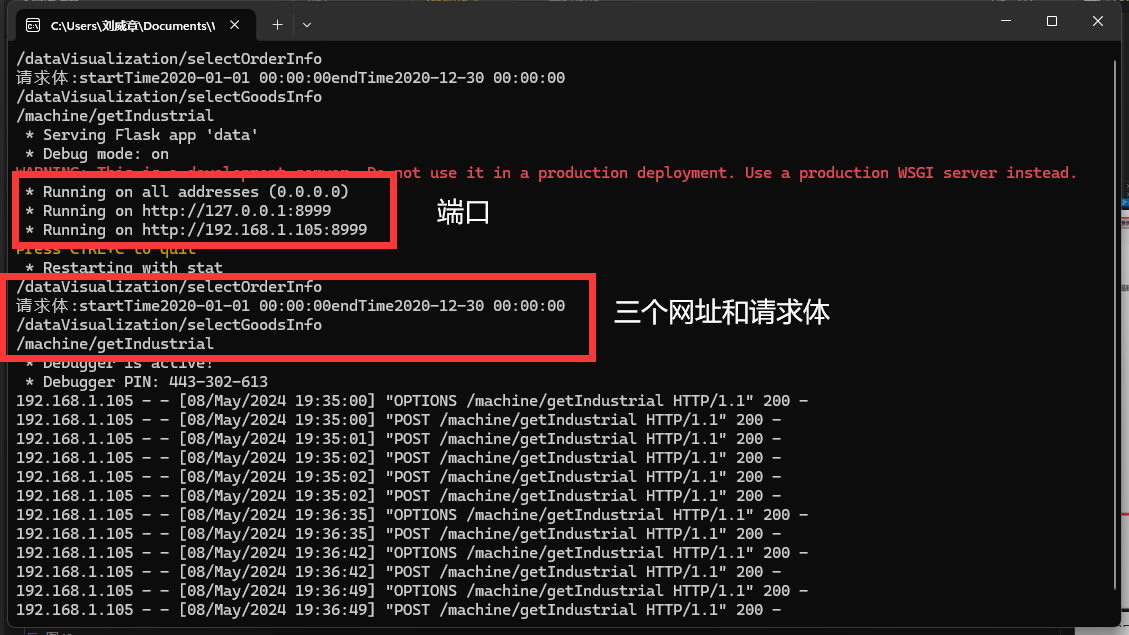 C:\Users\刘威章\Documents\\
/dataVisualization/selectOrderInfo
请求体:startTime2020-01-01 00:00:00endTime2020-12-30 00:00:00
/dataVisualization/selectGoodsInfo
/machine/getIndustrial
* Serving Flask app 'data'
* Debug mode: on
WARNING: This is a development server. Do not use it in a production deployment. Use a production WSGI server instead.
* Running on all addresses (0.0.0.0)
* Running on http://127.0.0.1:8999
端口
* Running on http://192.168.1.105:8999
Press CTRL+C to quit
* Restarting with stat
/dataVisualization/selectOrderInfo
请求体:startTime2020-01-01 00:00:00endTime2020-12-30 00:00:00
三个网址和请求体
/dataVisualization/selectGoodsInfo
/machine/getIndustrial
* Debugger is active!
* Debugger PIN: 443-302-613
192.168.1.105 - - [08/May/2024 19:35:00] "OPTIONS /machine/getIndustrial HTTP/1.1" 200 -
192.168.1.105 - - [08/May/2024 19:35:00] "POST /machine/getIndustrial HTTP/1.1" 200 -
192.168.1.105 - - [08/May/2024 19:35:01] "POST /machine/getIndustrial HTTP/1.1" 200 -
192.168.1.105 - - [08/May/2024 19:35:02] "POST /machine/getIndustrial HTTP/1.1" 200 -
192.168.1.105 - - [08/May/2024 19:35:02] "POST /machine/getIndustrial HTTP/1.1" 200 -
192.168.1.105 - - [08/May/2024 19:35:02] "POST /machine/getIndustrial HTTP/1.1" 200 -
192.168.1.105 - - [08/May/2024 19:36:35] "OPTIONS /machine/getIndustrial HTTP/1.1" 200 -
192.168.1.105 - - [08/May/2024 19:36:35] "POST /machine/getIndustrial HTTP/1.1" 200 -
192.168.1.105 - - [08/May/2024 19:36:42] "OPTIONS /machine/getIndustrial HTTP/1.1" 200 -
192.168.1.105 - - [08/May/2024 19:36:42] "POST /machine/getIndustrial HTTP/1.1" 200 -
192.168.1.105 - - [08/May/2024 19:36:49] "OPTIONS /machine/getIndustrial HTTP/1.1" 200 -
192.168.1.105 - - [08/May/2024 19:36:49] "POST /machine/getIndustrial HTTP/1.1" 200 -